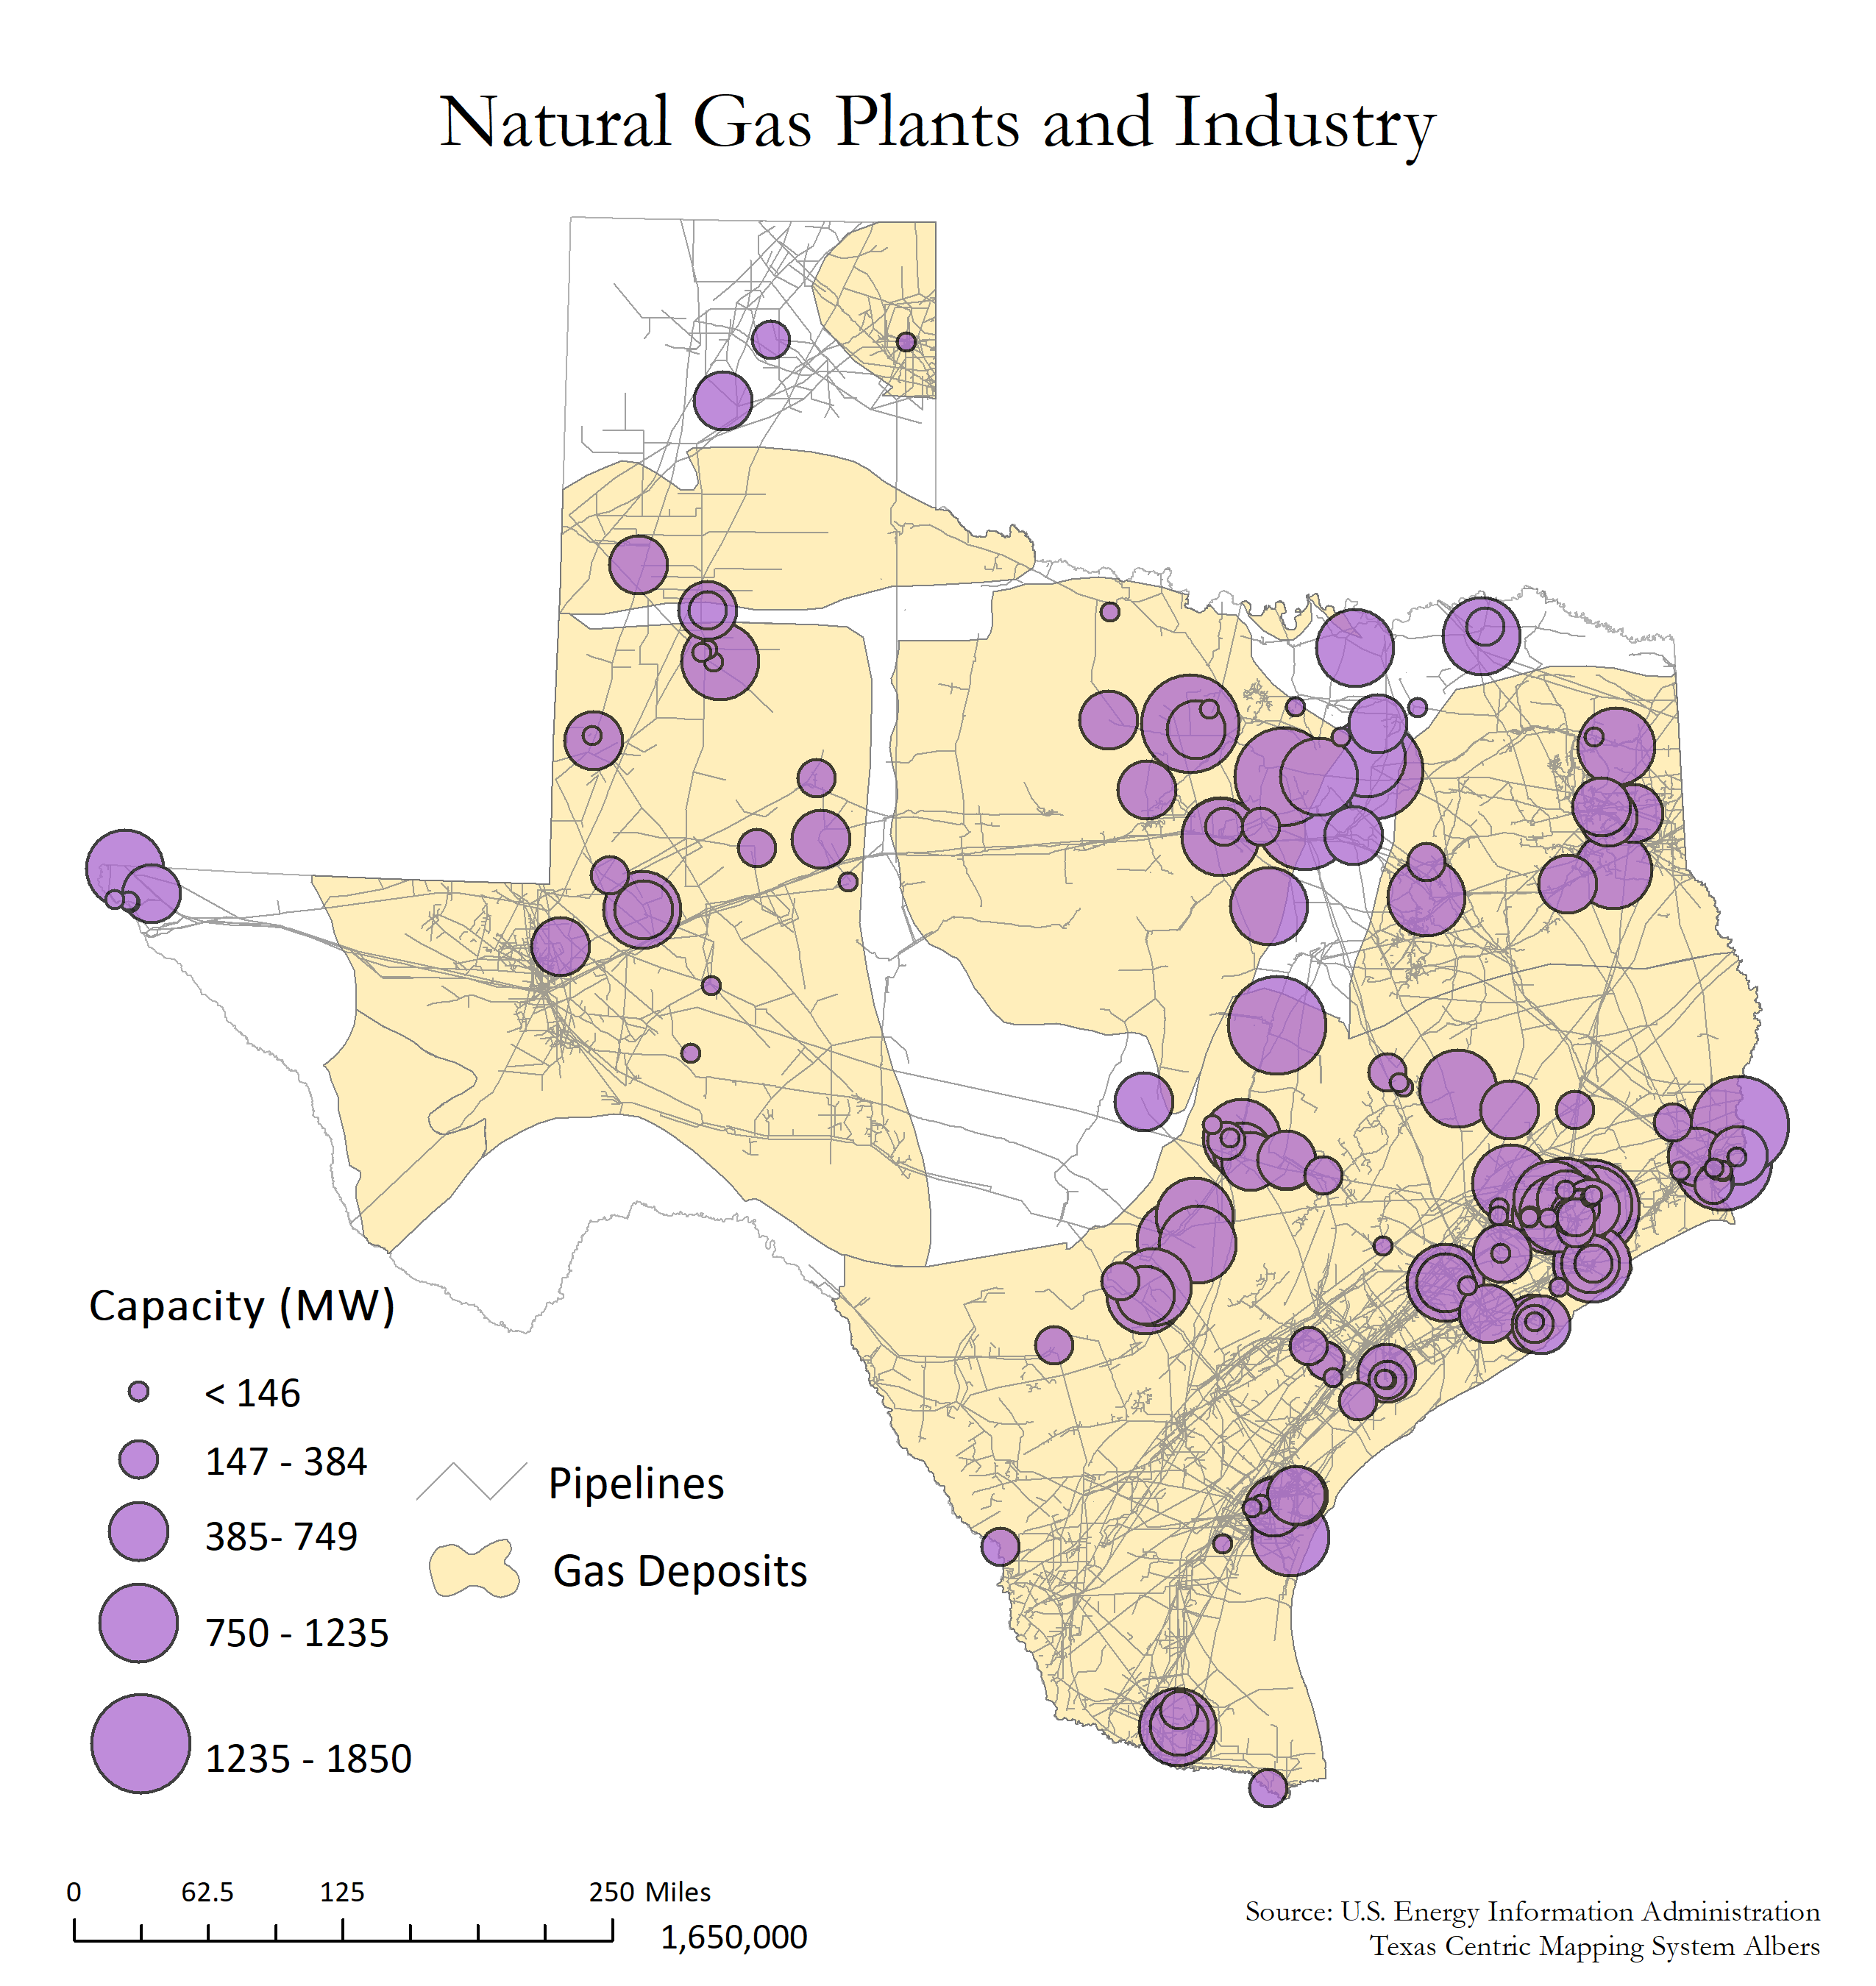 Natural Gas Plants and Industry
Capacity (MW)
< 146
147 - 384
385- 749
750 - 1235
1235 - 1850
Pipelines
Gas Deposits
0 62.5 125 250 Miles
1,650,000
Source: U.S. Energy Information Administration
Texas Centric Mapping System Albers